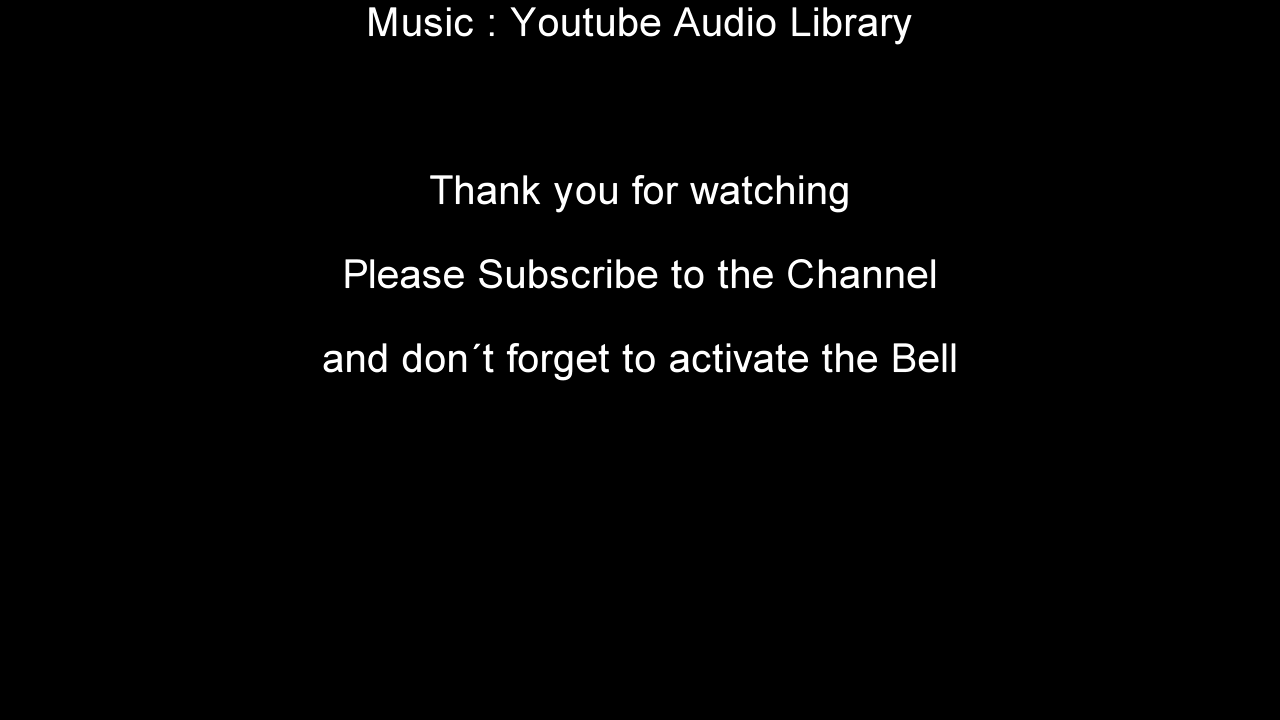 Music : Youtube Audio Library
Thank you for watching
Please Subscribe to the Channel
and don´t forget to activate the Bell